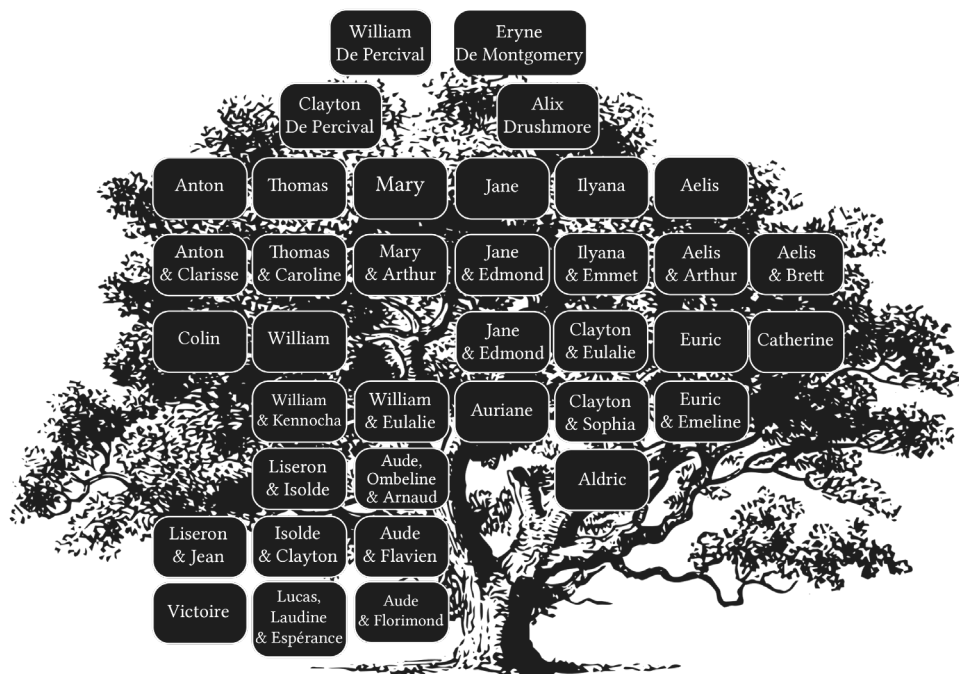 William
De Percival
Eryne
De Montgomery
Clayton
De Percival
Alix
Drushmore
Anton
Thomas
Mary
Jane
Ilyana
Aelis
Anton
& Clarisse
Thomas
& Caroline
Mary
& Arthur
Jane
& Edmond
Ilyana
& Emmet
Aelis
& Arthur
Aelis
& Brett
Colin
William
Jane
& Edmond
Clayton
& Eulalie
Euric
Catherine
William
& Kennocha
William
& Eulalie
Auriane
Clayton
& Sophia
Euric
& Emeline
Liseron
& Isolde
Aude,
Ombeline
& Arnaud
Aldric
Liseron
& Jean
Isolde
& Clayton
Aude
& Flavien
Victoire
Lucas,
Laudine
& Espérance
Aude
& Florimond